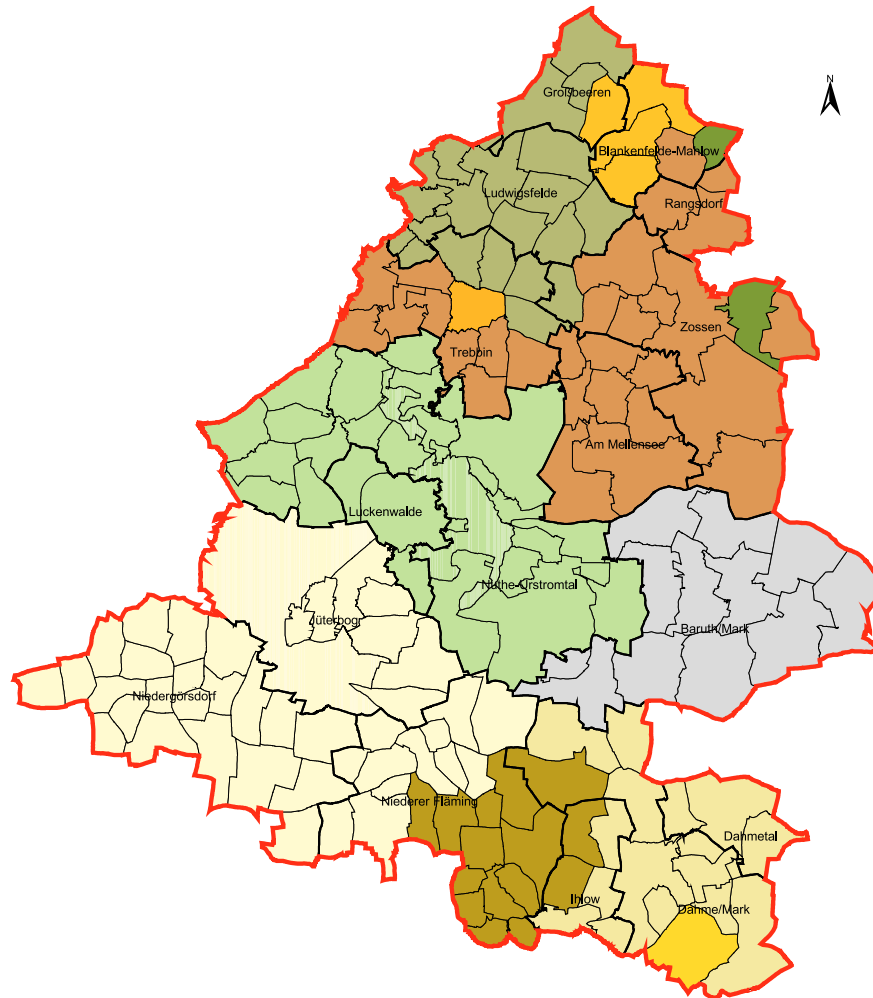 N
Großbeeren
Blankenfelde-Mahlow
Ludwigsfelde
Rangsdorf
Zossen
Trebbin
Am Mellensee
Luckenwalde
Nuthe-Urstromtal
Jüterbog
Baruth/Mark
Niedergörsdorf
Niederer Fläming
Dahmetal
Ihlow
Dahme/Mark